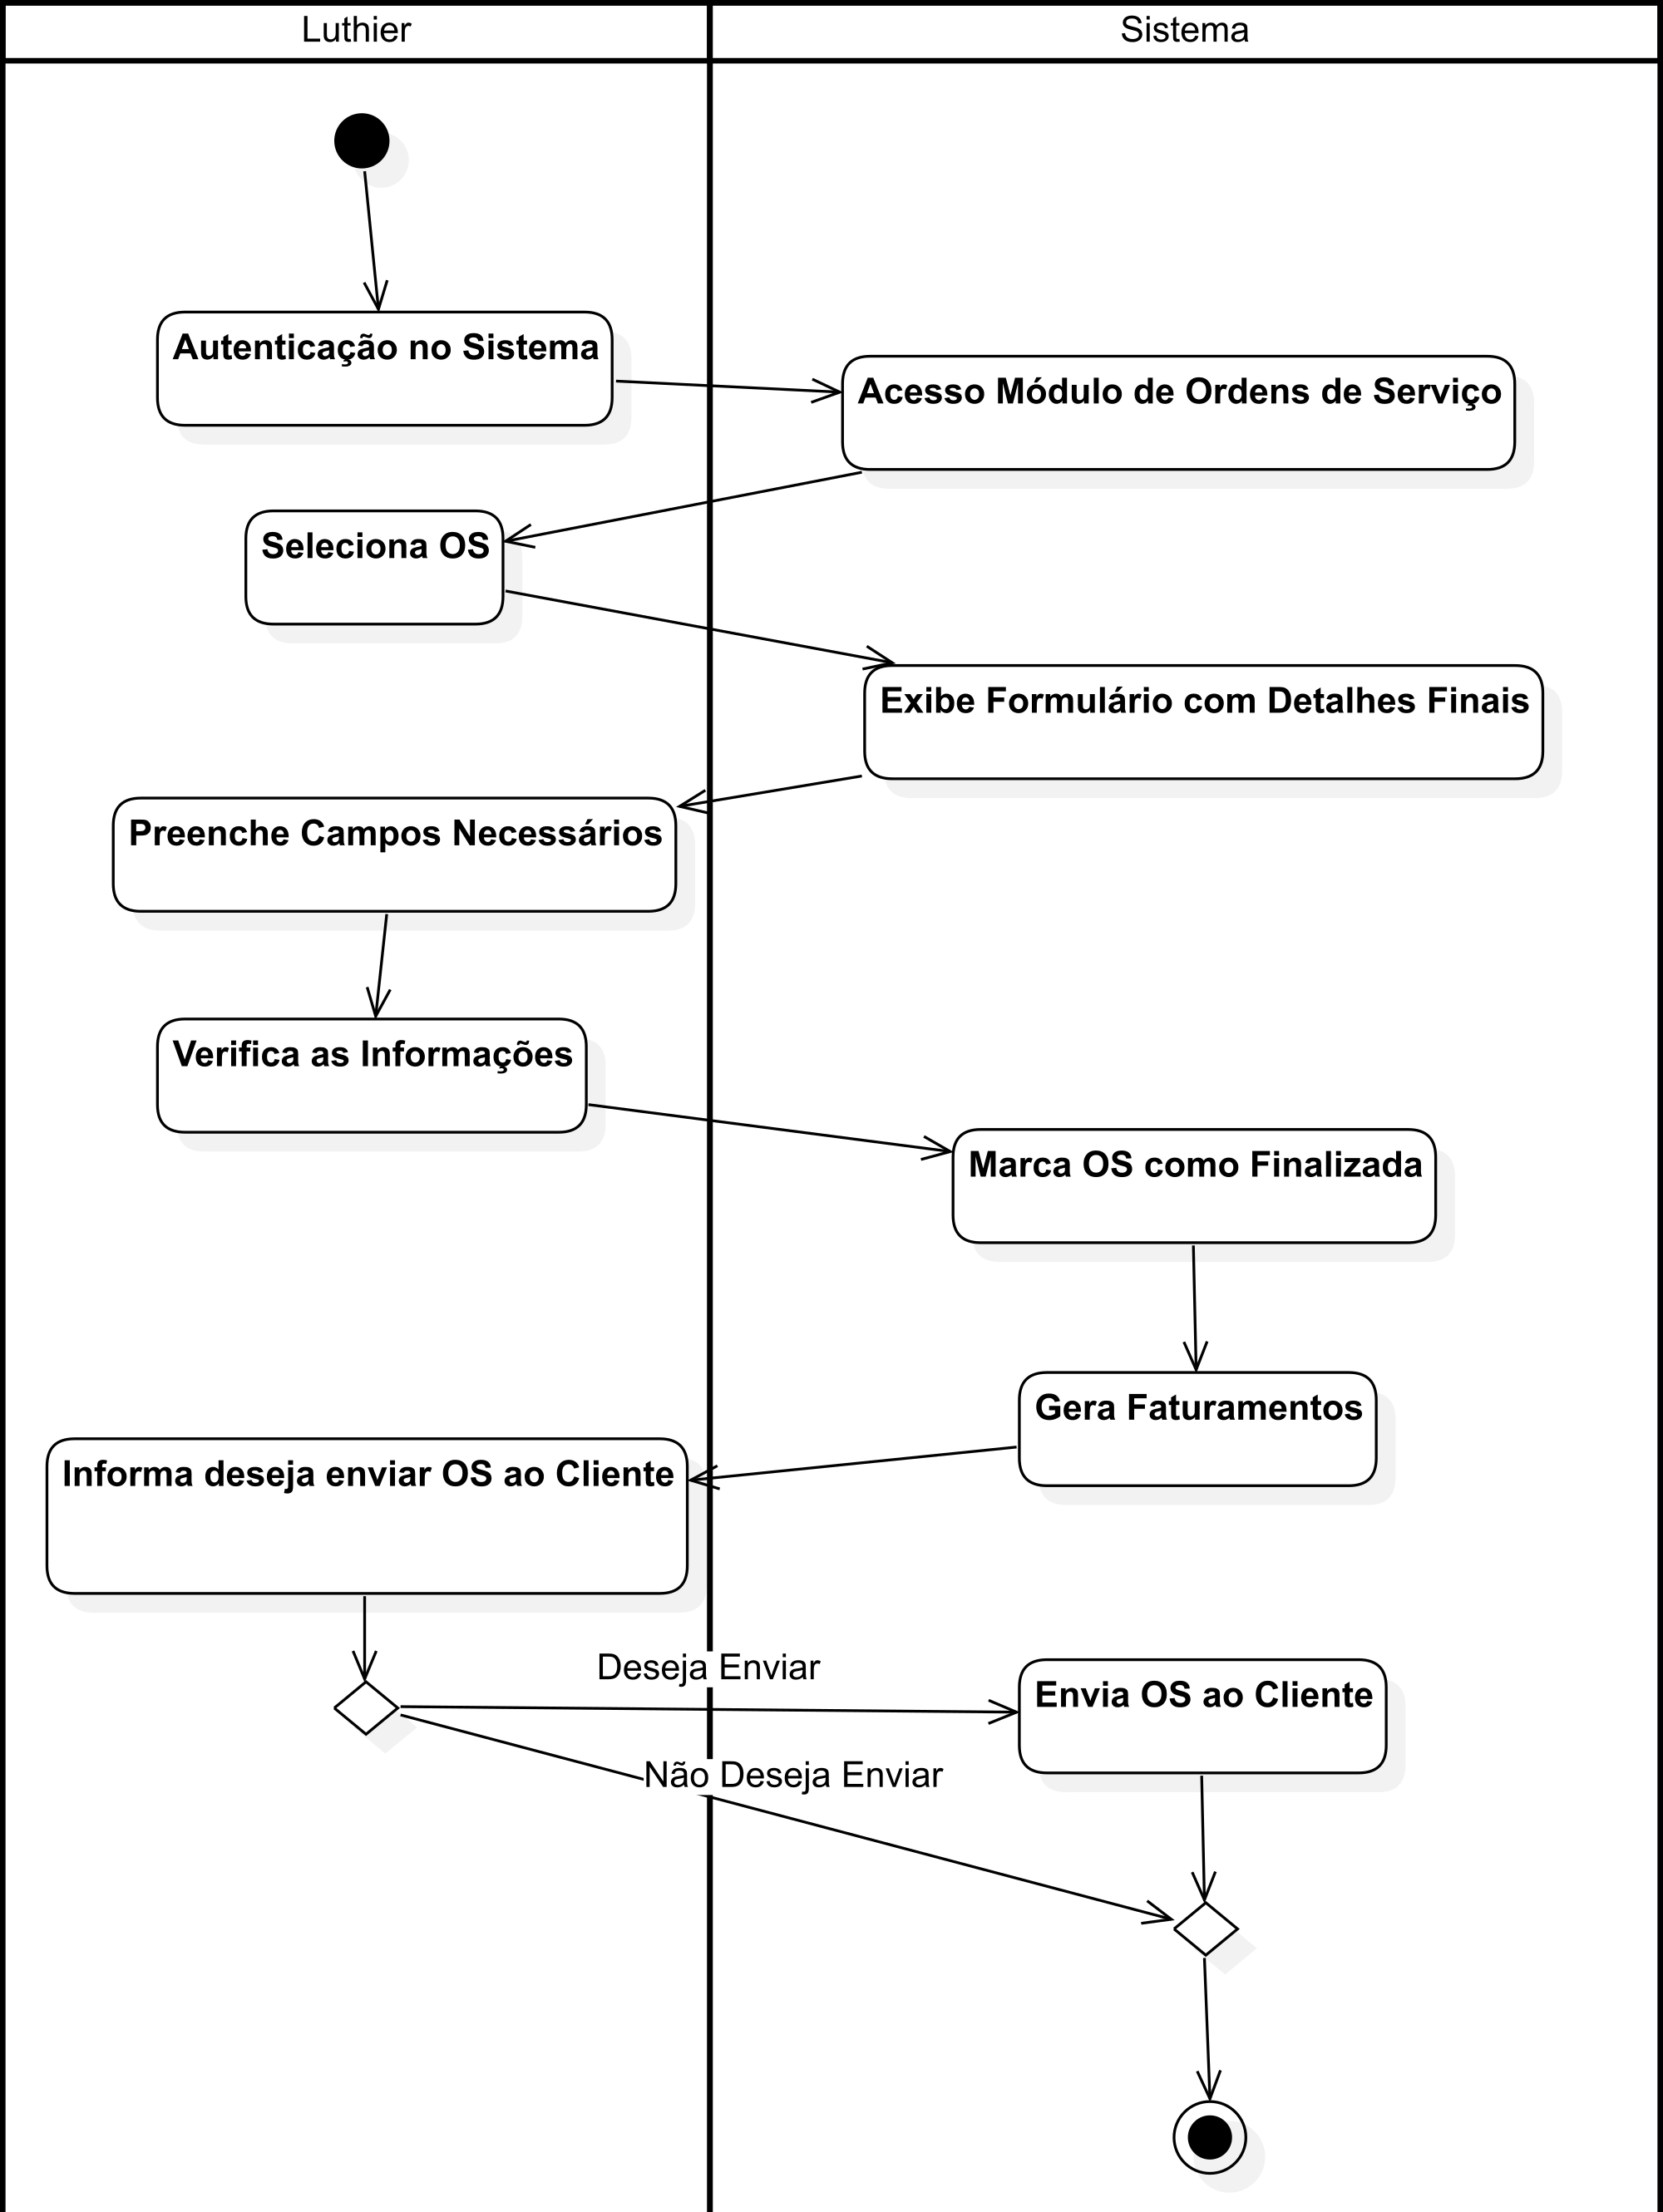 Luthier
Sistema
Autenticação no Sistema
Acesso Módulo de Ordens de Serviço
Seleciona OS
Exibe Formulário com Detalhes Finais
Preenche Campos Necessários
Verifica as Informações
Marca OS como Finalizada
Gera Faturamentos
Informa deseja enviar OS ao Cliente
Deseja Enviar
Envia OS ao Cliente
Não Deseja Enviar